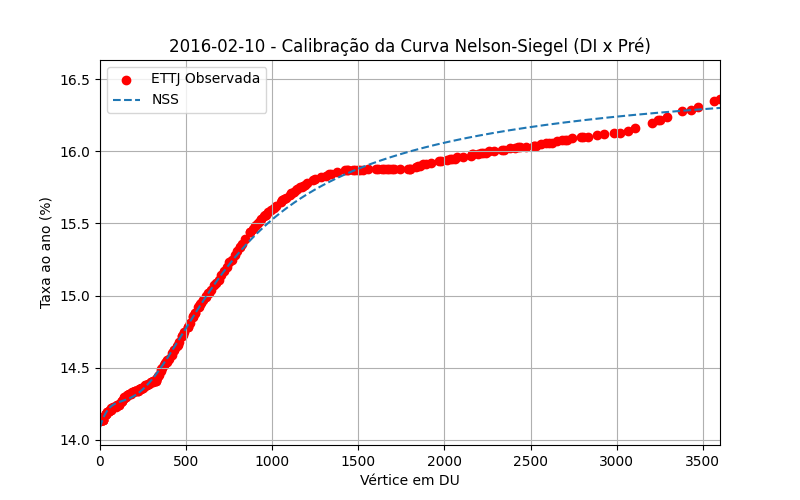 2016-02-10 - Calibração da Curva Nelson-Siegel (DI x Pré)
ETTJ Observada
NSS
16.5
16.0
15.5
15.0
14.5
14.0
Taxa ao ano (%)
0 500 1000 1500 2000 2500 3000 3500
Vértice em DU